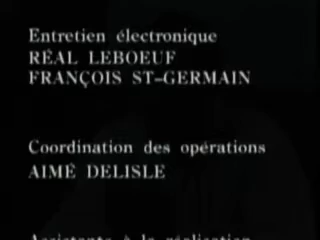 Entretien électronique
RÉAL LEBOEUF
FRANÇOIS ST-GERMAIN
Coordination des opérations
AIMÉ DELISLE